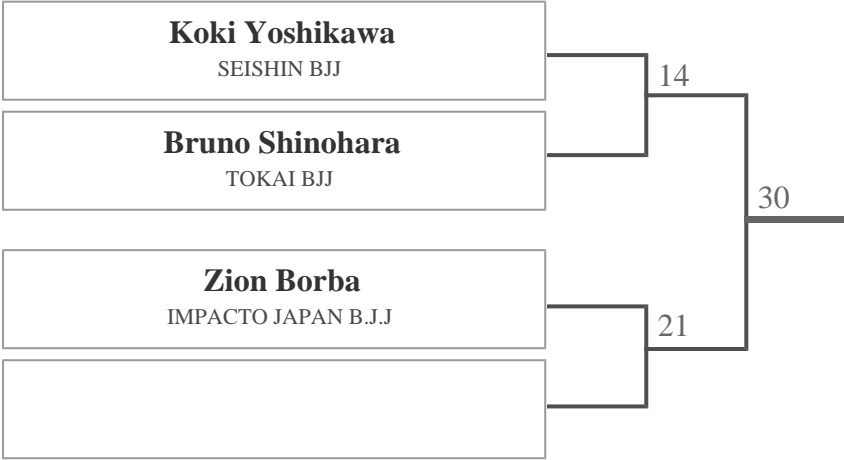 Koki Yoshikawa
SEISHIN BJJ
14
Bruno Shinohara
TOKAI BJJ
30
Zion Borba
IMPACTO JAPAN B.J.J
21